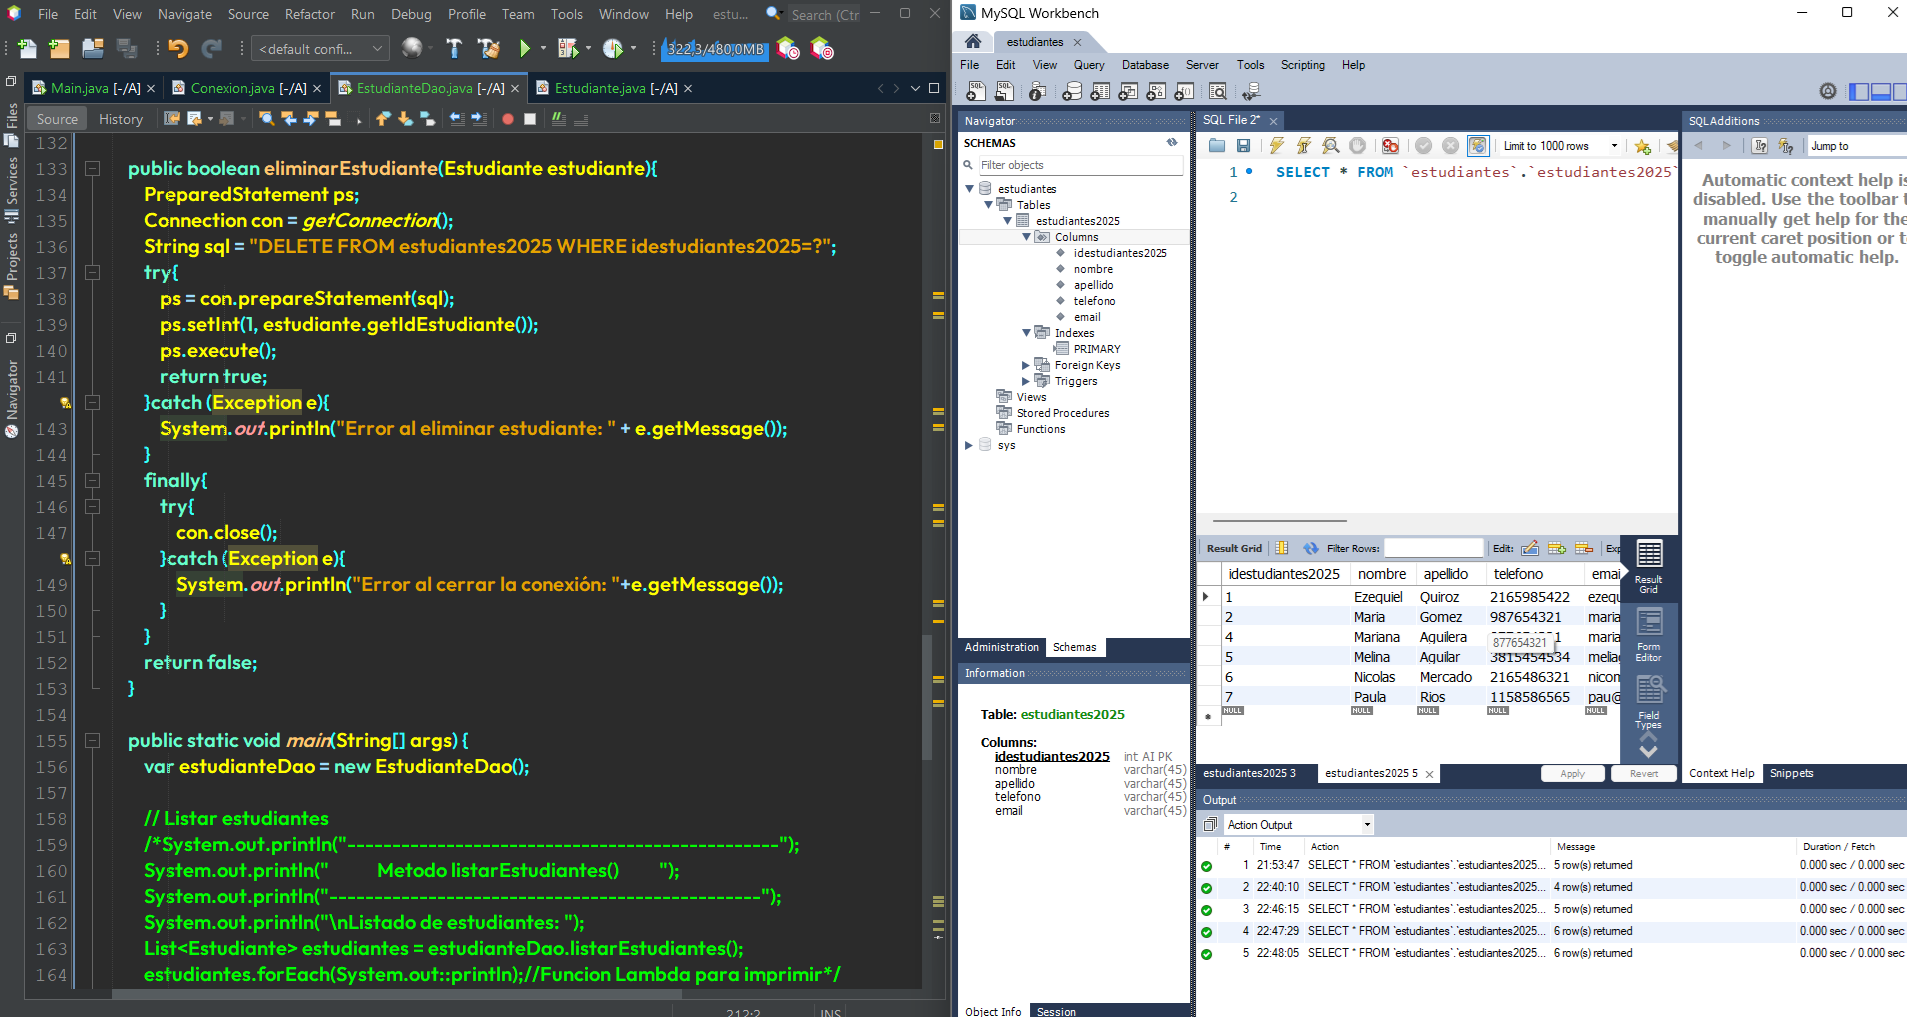 File Edit View Navigate Source Refactor Run Debug Profile Team Tools Window Help estu... Search (Ctr
<default confi... 322,3/480,0MB
Main.java [-/A] Conexion.java [-/A] EstudianteDao.java [-/A] Estudiante.java [-/A]
Source History
Files
Services
Projects
Navigator
132
133 public boolean eliminarEstudiante(Estudiante estudiante){
134 PreparedStatement ps;
135 Connection con = getConnection();
136 String sql = "DELETE FROM estudiantes2025 WHERE idestudiantes2025=?";
137 try{
138 ps = con.prepareStatement(sql);
139 ps.setInt(1, estudiante.getIdEstudiante());
140 ps.execute();
141 return true;
}catch (Exception e){
143 System.out.println("Error al eliminar estudiante: " + e.getMessage());
144 }
145 finally{
146 try{
147 con.close();
}catch (Exception e){
149 System.out.println("Error al cerrar la conexión: "+e.getMessage());
150 }
151 }
152 return false;
153 }
154
155 public static void main(String[] args) {
156 var estudianteDao = new EstudianteDao();
157
158 // Listar estudiantes
159 /*System.out.println("-----------------------------------------------");
160 System.out.println("          Metodo listarEstudiantes()          ");
161 System.out.println("-----------------------------------------------");
162 System.out.println("\nListado de estudiantes: ");
163 List<Estudiante> estudiantes = estudianteDao.listarEstudiantes();
164 estudiantes.forEach(System.out::println);//Funcion Lambda para imprimir*/
212:2 INS
MySQL Workbench
estudiantes
File Edit View Query Database Server Tools Scripting Help
Navigator
SCHEMAS
Filter objects
estudiantes
Tables
estudiantes2025
Columns
idestudiantes2025
nombre
apellido
telefono
email
Indexes
PRIMARY
Foreign Keys
Triggers
Views
Stored Procedures
Functions
sys
Administration Schemas
Information
Table: estudiantes2025
Columns:
idestudiantes2025 int AI PK
nombre varchar(45)
apellido varchar(45)
telefono varchar(45)
email varchar(45)
Object Info Session
SQL File 2*
Limit to 1000 rows
1 SELECT * FROM `estudiantes`.`estudiantes2025`
2
Result Grid Filter Rows: Edit: Exp
idestudiantes2025 nombre apellido telefono emai
1 Ezequiel Quiroz 2165985422 ezequ
2 Maria Gomez 987654321 maria
4 Mariana Aguilera maria
877654321
5 Melina Aguilar 3815454534 melia
6 Nicolas Mercado 2165486321 nicom
7 Paula Rios 1158586565 pau@
NULL NULL NULL NULL NULL
Result Grid
Form Editor
Field Types
estudiantes2025 3 estudiantes2025 5 Apply Revert
SQLAdditions
Jump to
Automatic context help is
disabled. Use the toolbar t
manually get help for the
current caret position or to
toggle automatic help.
Context Help Snippets
Output
Action Output
# Time Action Message Duration / Fetch
1 21:53:47 SELECT * FROM `estudiantes`.`estudiantes2025... 5 row(s) returned 0.000 sec / 0.000 sec
2 22:40:10 SELECT * FROM `estudiantes`.`estudiantes2025... 4 row(s) returned 0.000 sec / 0.000 sec
3 22:46:15 SELECT * FROM `estudiantes`.`estudiantes2025... 5 row(s) returned 0.000 sec / 0.000 sec
4 22:47:29 SELECT * FROM `estudiantes`.`estudiantes2025... 6 row(s) returned 0.000 sec / 0.000 sec
5 22:48:05 SELECT * FROM `estudiantes`.`estudiantes2025... 6 row(s) returned 0.000 sec / 0.000 sec